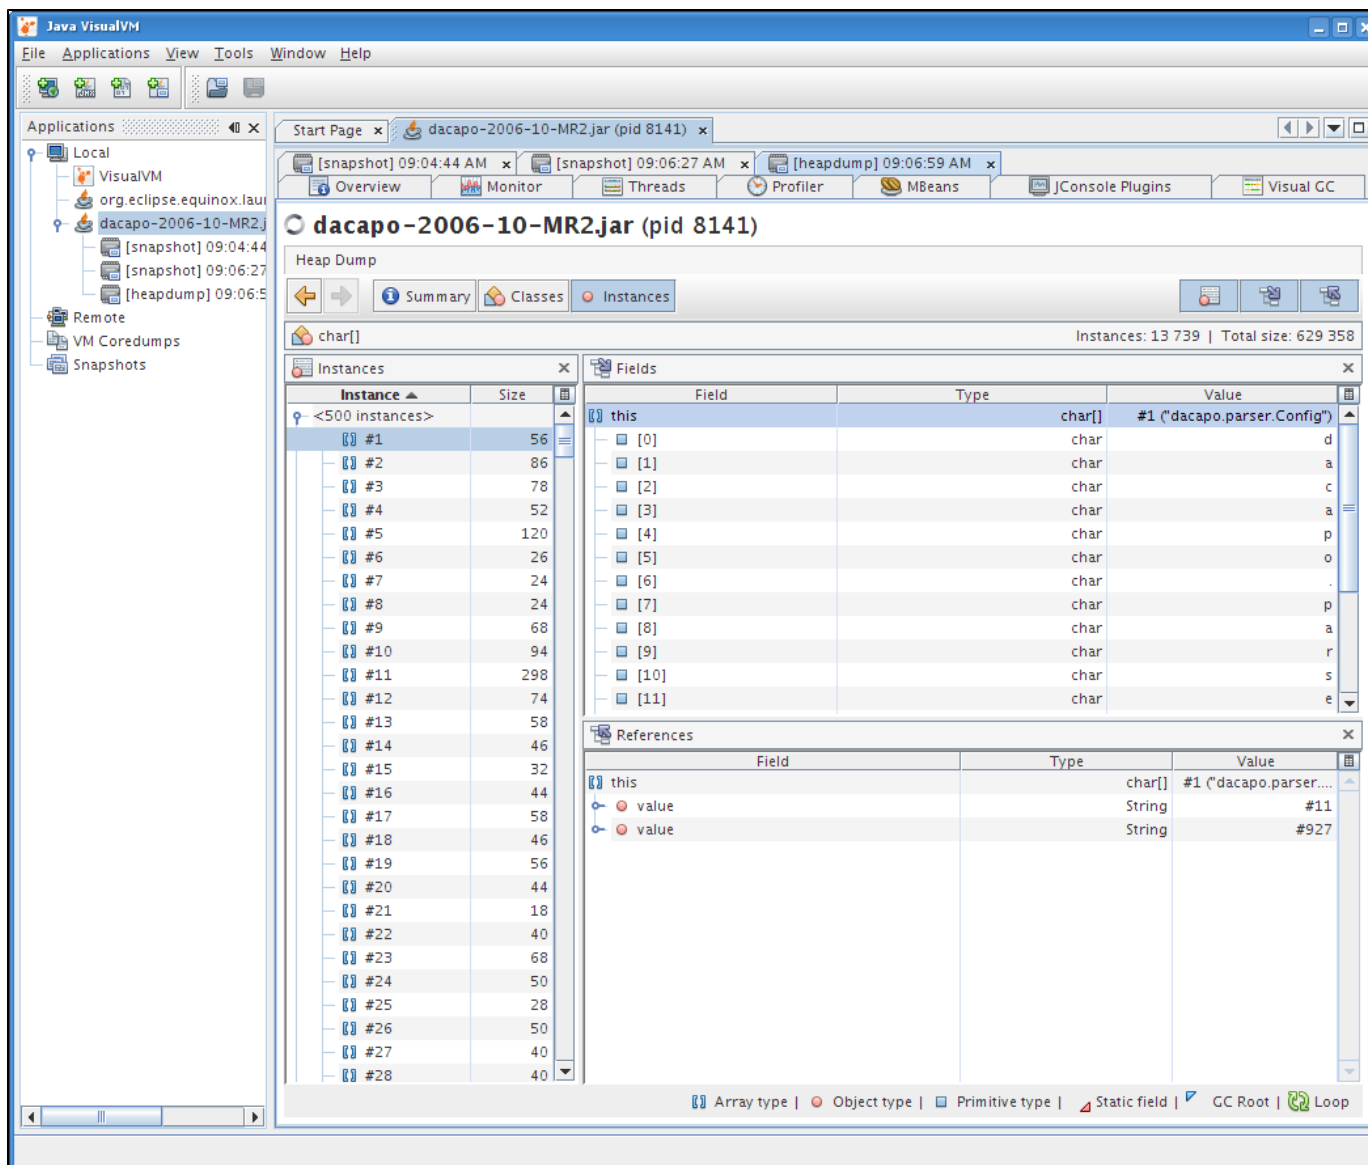 Java VisualVM
File Applications View Tools Window Help
Applications
Local
VisualVM
org.eclipse.equinox.lau
dacapo-2006-10-MR2.j
[snapshot] 09:04:44
[snapshot] 09:06:27
[heapdump] 09:06:5
Remote
VM Coredumps
Snapshots
Start Page dacapo-2006-10-MR2.jar (pid 8141)
[snapshot] 09:04:44 AM [snapshot] 09:06:27 AM [heapdump] 09:06:59 AM
Overview Monitor Threads Profiler MBeans JConsole Plugins Visual GC
dacapo-2006-10-MR2.jar (pid 8141)
Heap Dump
Summary Classes Instances
char[] Instances: 13 739 | Total size: 629 358
Instances
Instance Size
<500 instances>
#1 56
#2 86
#3 78
#4 52
#5 120
#6 26
#7 24
#8 24
#9 68
#10 94
#11 298
#12 74
#13 58
#14 46
#15 32
#16 44
#17 58
#18 46
#19 56
#20 44
#21 18
#22 40
#23 68
#24 50
#25 28
#26 50
#27 40
#28 40
Fields
Field Type Value
this char[] #1 ("dacapo.parser.Config")
[0] char d
[1] char a
[2] char c
[3] char a
[4] char p
[5] char o
[6] char .
[7] char p
[8] char a
[9] char r
[10] char s
[11] char e
References
Field Type Value
this char[] #1 ("dacapo.parser....
value String #11
value String #927
Array type | Object type | Primitive type | Static field | GC Root | Loop